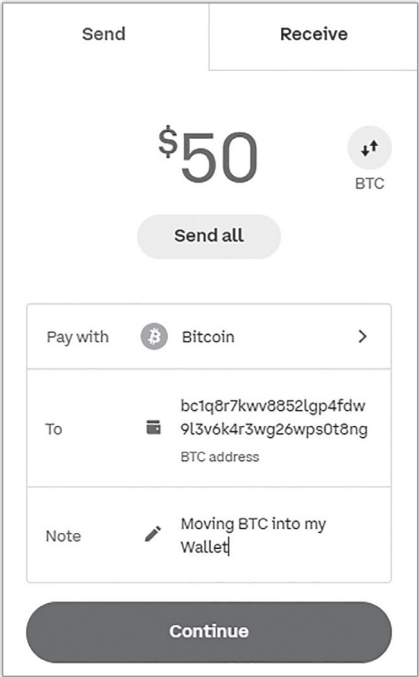 Send
Receive
$50
BTC
Send all
Pay with
Bitcoin
To
bc1q8r7kwv8852lgp4fdw
9l3v6k4r3wg26wps0t8ng
BTC address
Note
Moving BTC into my
Wallet
Continue